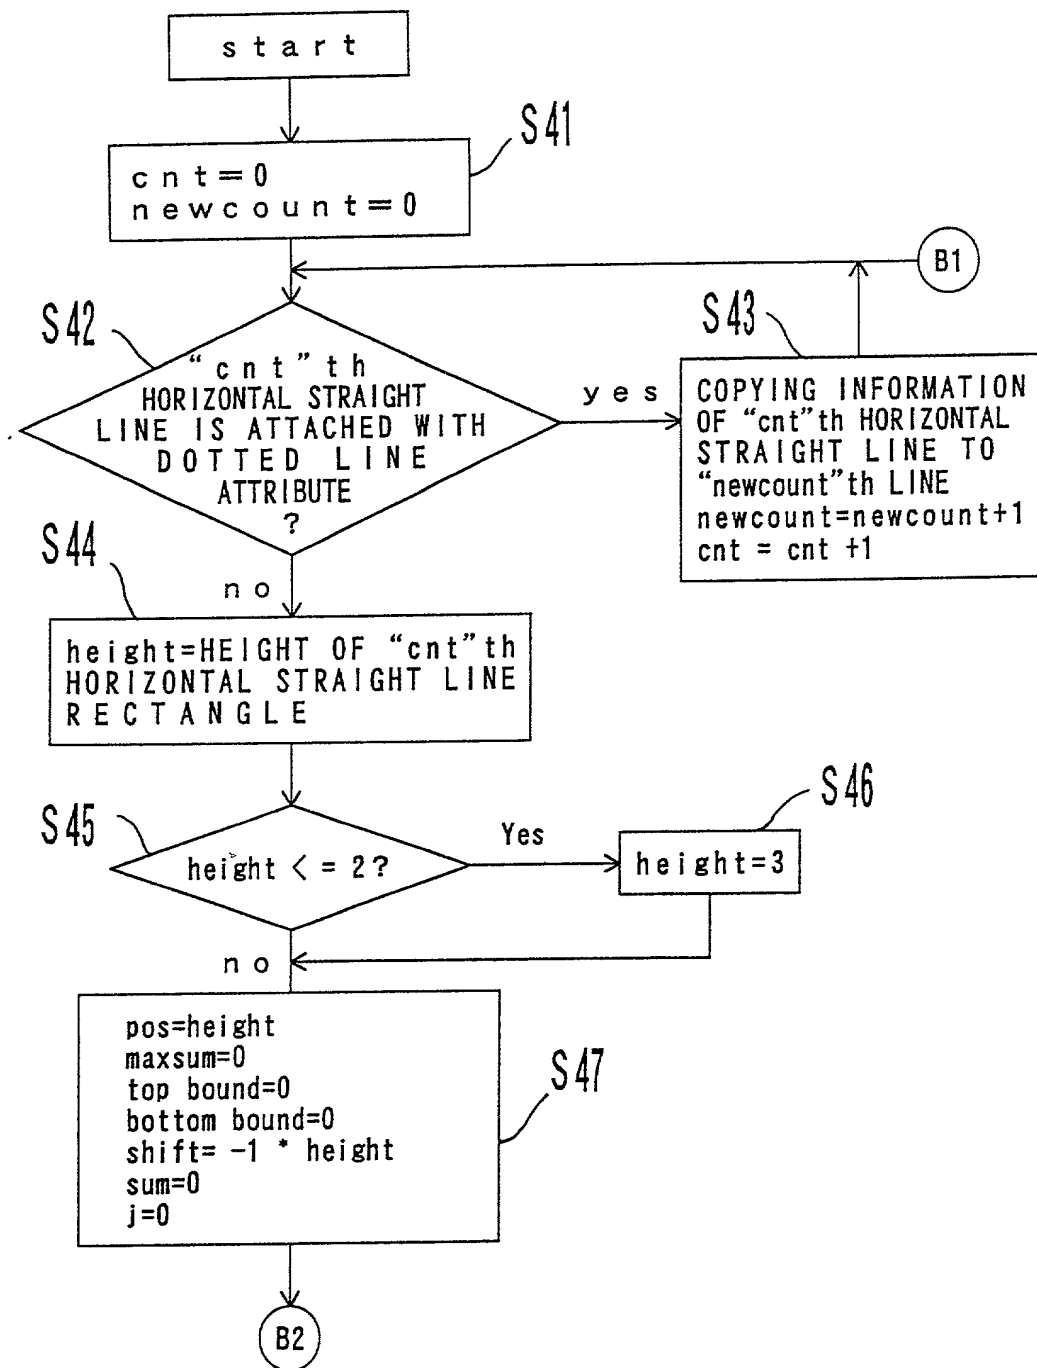 start
S41
cnt=0
newcount=0
B1
S42
S43
"cnt"th
HORIZONTAL STRAIGHT
LINE IS ATTACHED WITH
DOTTED LINE
ATTRIBUTE
?
yes
COPYING INFORMATION
OF "cnt"th HORIZONTAL
STRAIGHT LINE TO
"newcount"th LINE
newcount=newcount+1
cnt = cnt +1
S44
no
height=HEIGHT OF "cnt"th
HORIZONTAL STRAIGHT LINE
RECTANGLE
S45
S46
height < = 2?
Yes
height=3
no
pos=height
maxsum=0
top bound=0
bottom bound=0
shift= -1 * height
sum=0
j=0
S47
B2